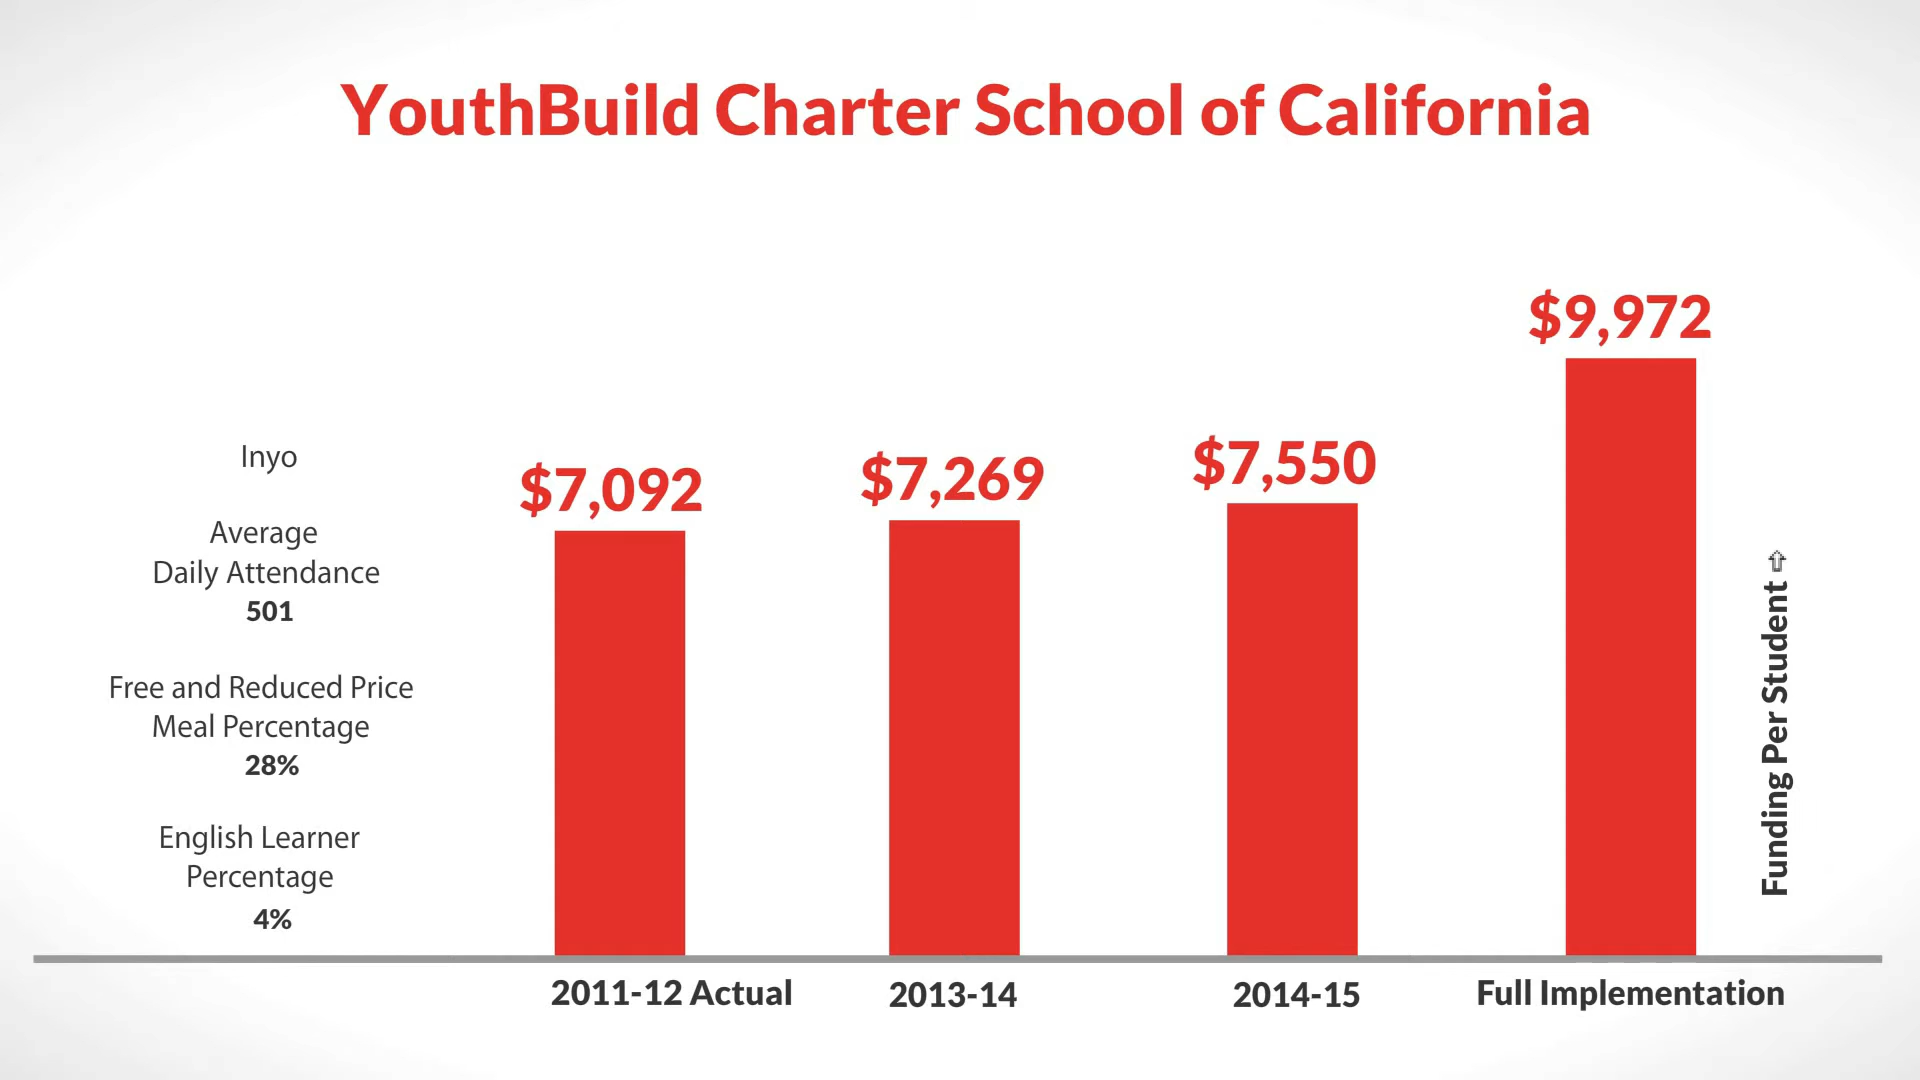 YouthBuild Charter School of California
Inyo
Average
Daily Attendance
501
Free and Reduced Price
Meal Percentage
28%
English Learner
Percentage
4%
$7,092
$7,269
$7,550
$9,972
Funding Per Student ⇧
2011-12 Actual
2013-14
2014-15
Full Implementation